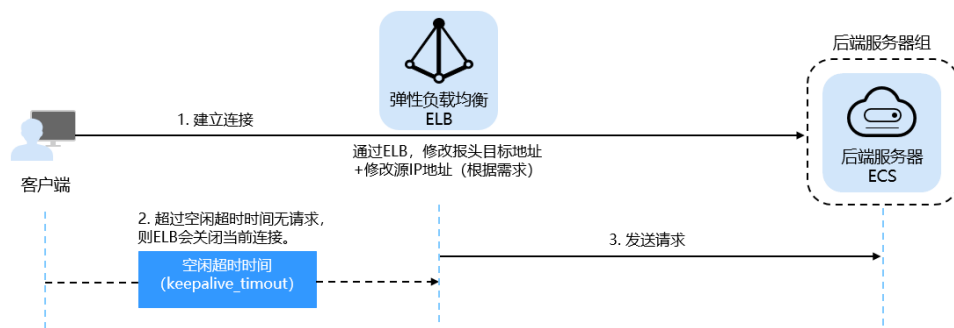 后端服务器组
弹性负载均衡
ELB
1. 建立连接
后端服务器
ECS
通过ELB，修改报头目标地址
+修改源IP地址（根据需求）
客户端
2. 超过空闲超时时间无请求，
则ELB会关闭当前连接。
3. 发送请求
空闲超时时间
（keepalive_timout）